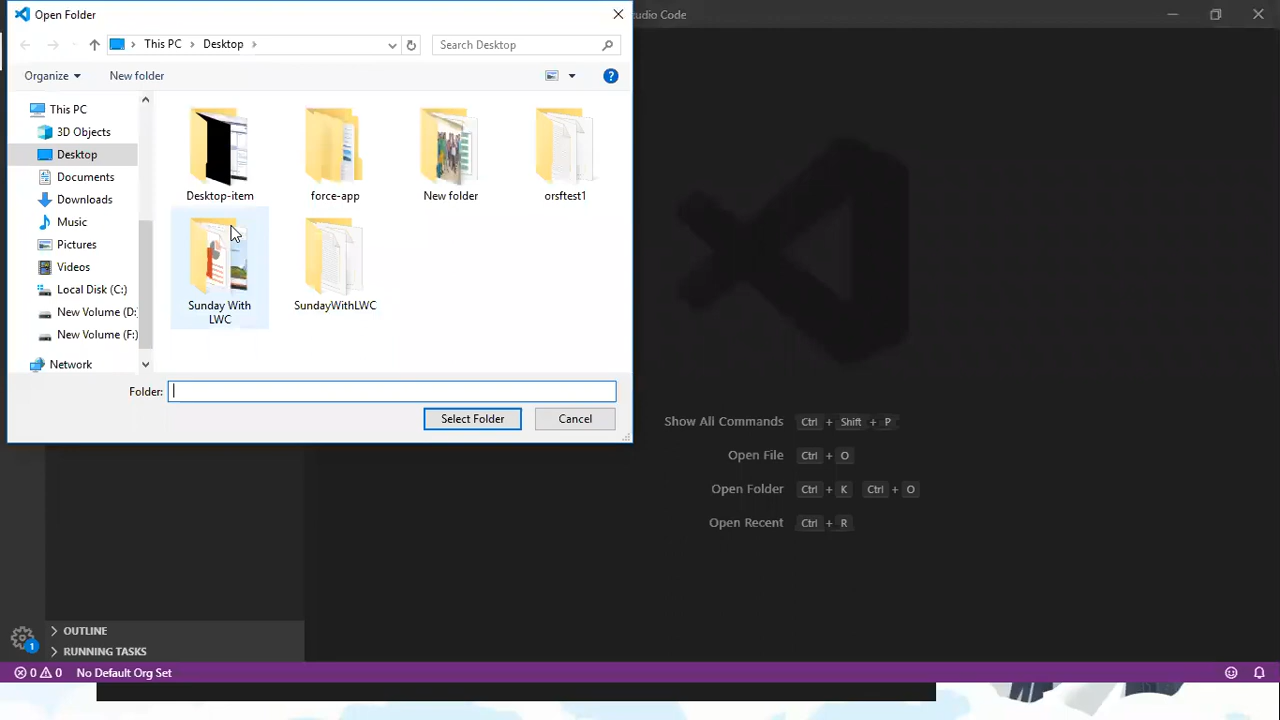 Open Folder
tudio Code
This PC
Desktop
Search Desktop
Organize
New folder
This PC
3D Objects
Desktop
Documents
Downloads
Music
Pictures
Videos
Local Disk (C:)
New Volume (D:
New Volume (F:)
Network
Desktop-item
force-app
New folder
orsftest1
Sunday With
LWC
SundayWithLWC
Folder:
Select Folder
Cancel
Show All Commands Ctrl + Shift + P
Open File Ctrl + O
Open Folder Ctrl + K Ctrl + O
Open Recent Ctrl + R
1
OUTLINE
RUNNING TASKS
0 0 No Default Org Set